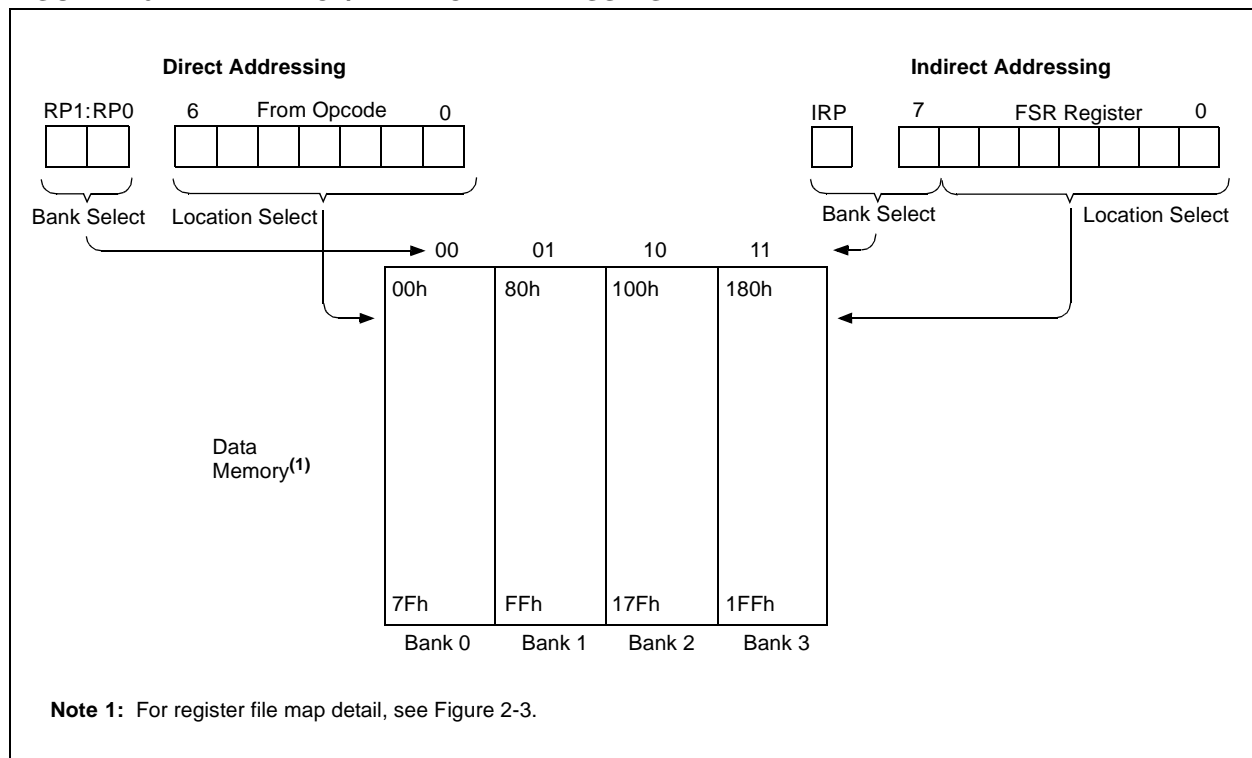 Direct Addressing
RP1:RP0 6 From Opcode 0
Bank Select Location Select
Indirect Addressing
IRP 7 FSR Register 0
Bank Select Location Select
00 01 10 11
00h 80h 100h 180h
Data
Memory(1)
7Fh FFh 17Fh 1FFh
Bank 0 Bank 1 Bank 2 Bank 3
Note 1: For register file map detail, see Figure 2-3.